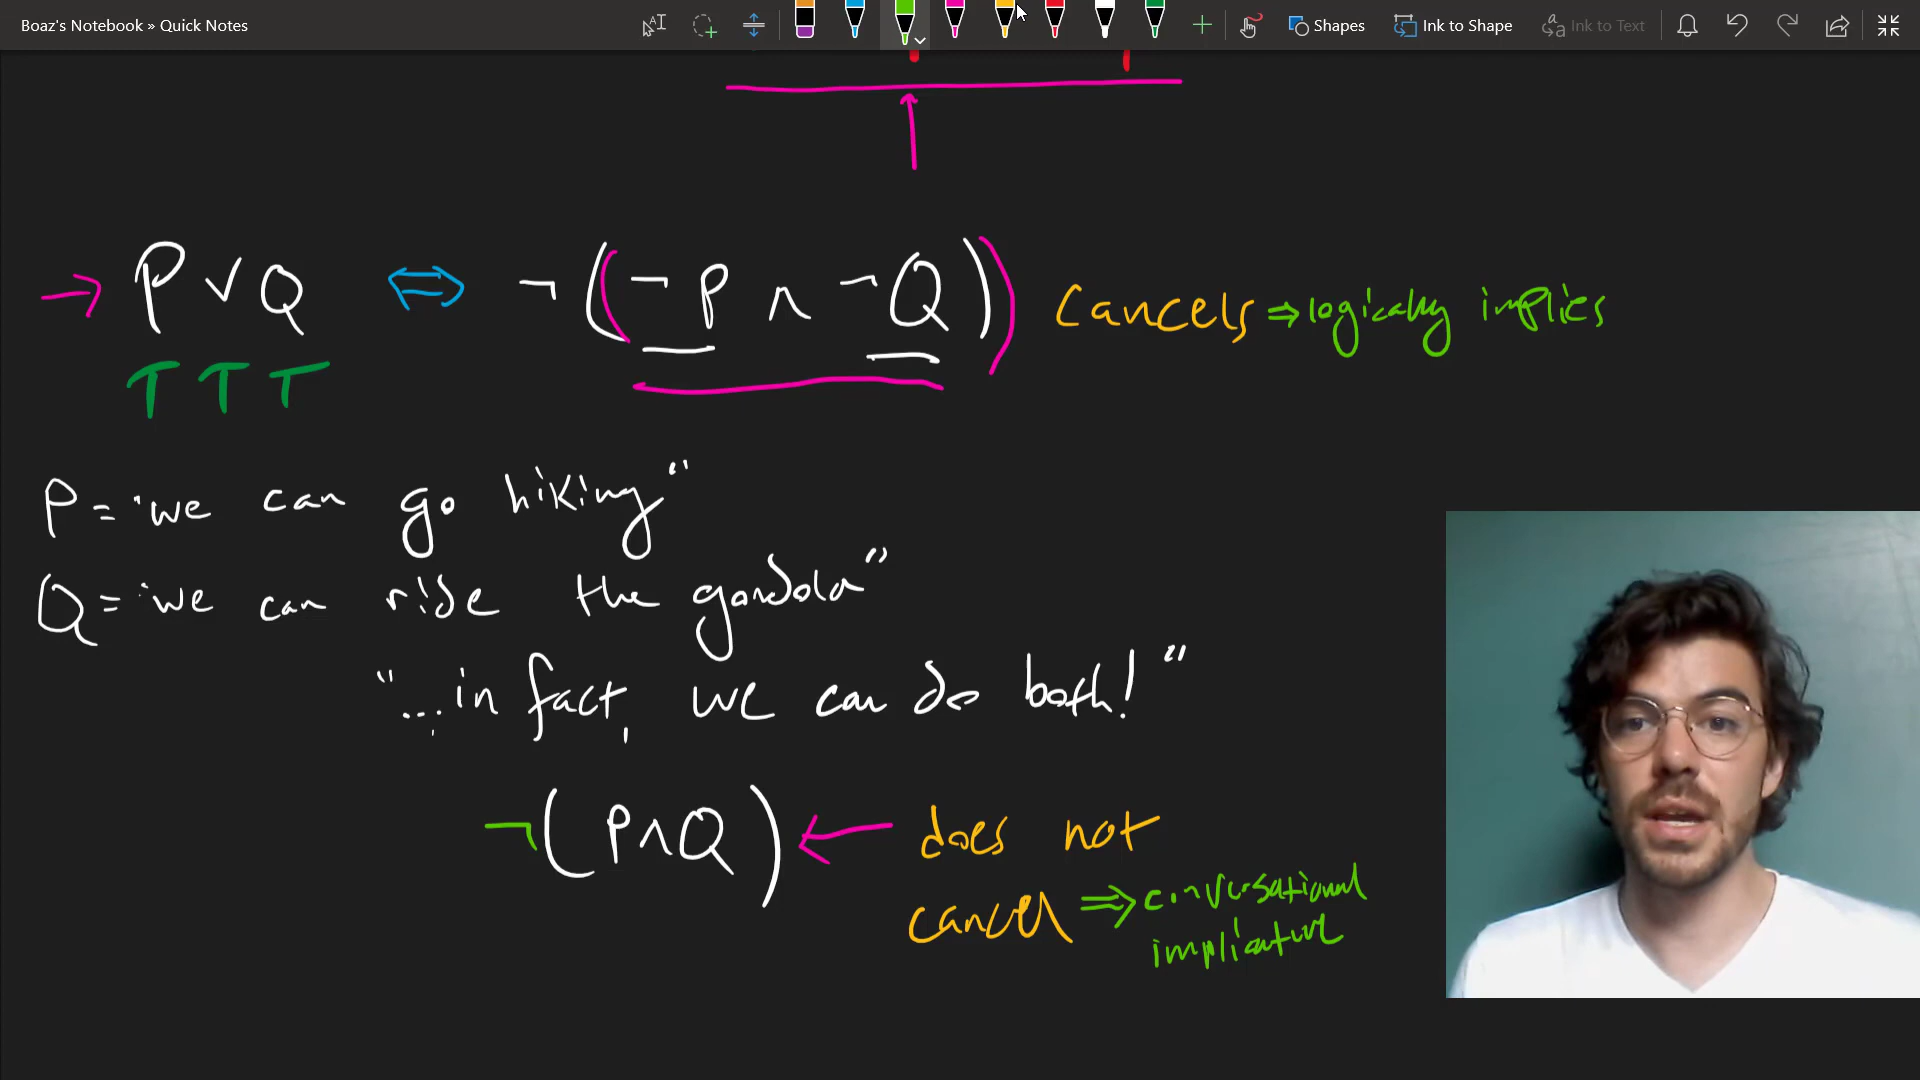 Boaz's Notebook » Quick Notes
Shapes
Ink to Shape
Ink to Text
→ P ∨ Q ⇔ ¬(¬P ∧ ¬Q)) Cancels ⇒ logically implies
T T T
P = "we can go hiking"
Q = "we can ride the gondola"
"...in fact, we can do both!"
¬(P ∧ Q) ← does not
cancel ⇒ conversational
implicature